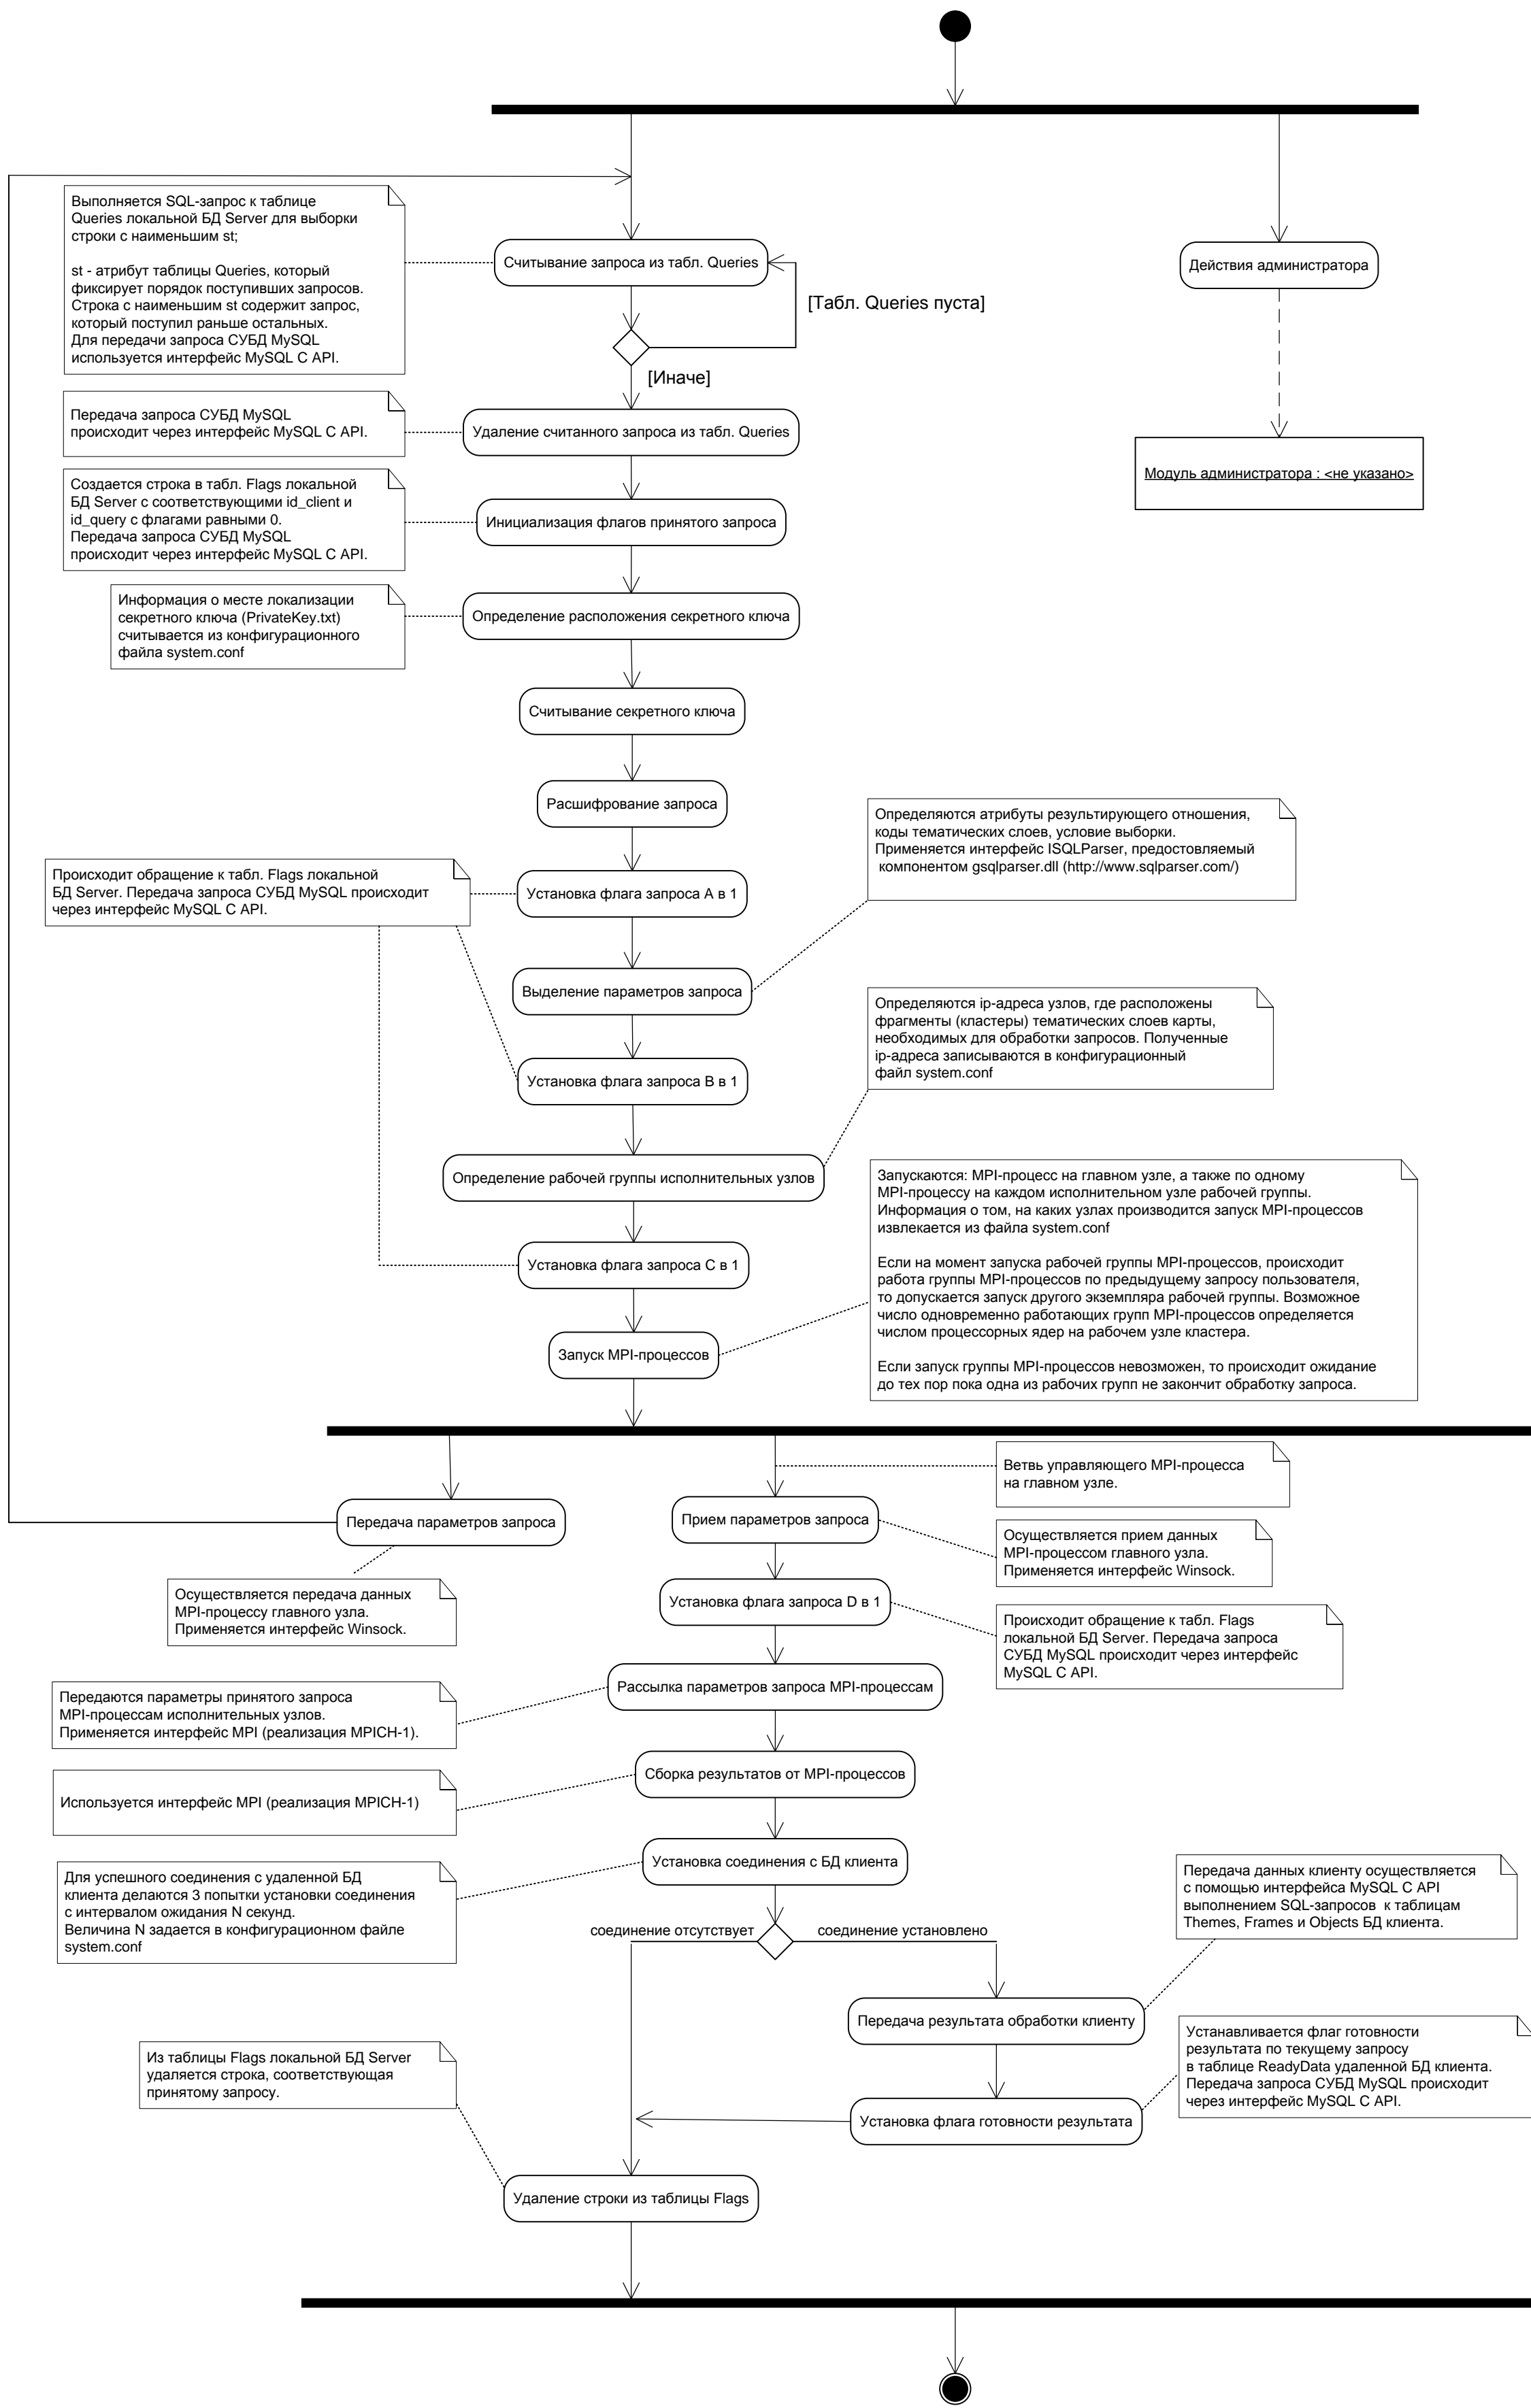 Выполняется SQL-запрос к таблице
Queries локальной БД Server для выборки
строки с наименьшим st;
st - атрибут таблицы Queries, который
фиксирует порядок поступивших запросов.
Строка с наименьшим st содержит запрос,
который поступил раньше остальных.
Для передачи запроса СУБД MySQL
используется интерфейс MySQL C API.
Считывание запроса из табл. Queries
Действия администратора
[Табл. Queries пуста]
[Иначе]
Передача запроса СУБД MySQL
происходит через интерфейс MySQL C API.
Удаление считанного запроса из табл. Queries
Модуль администратора : <не указано>
Создается строка в табл. Flags локальной
БД Server с соответствующими id_client и
id_query с флагами равными 0.
Передача запроса СУБД MySQL
происходит через интерфейс MySQL C API.
Инициализация флагов принятого запроса
Информация о месте локализации
секретного ключа (PrivateKey.txt)
считывается из конфигурационного
файла system.conf
Определение расположения секретного ключа
Считывание секретного ключа
Расшифрование запроса
Определяются атрибуты результирующего отношения,
коды тематических слоев, условие выборки.
Применяется интерфейс ISQLParser, предостовляемый
компонентом gsqlparser.dll (http://www.sqlparser.com/)
Происходит обращение к табл. Flags локальной
БД Server. Передача запроса СУБД MySQL происходит
через интерфейс MySQL C API.
Установка флага запроса A в 1
Выделение параметров запроса
Определяются ip-адреса узлов, где расположены
фрагменты (кластеры) тематических слоев карты,
необходимых для обработки запросов. Полученные
ip-адреса записываются в конфигурационный
файл system.conf
Установка флага запроса B в 1
Определение рабочей группы исполнительных узлов
Запускаются: MPI-процесс на главном узле, а также по одному
MPI-процессу на каждом исполнительном узле рабочей группы.
Информация о том, на каких узлах производится запуск MPI-процессов
извлекается из файла system.conf
Если на момент запуска рабочей группы MPI-процессов, происходит
работа группы MPI-процессов по предыдущему запросу пользователя,
то допускается запуск другого экземпляра рабочей группы. Возможное
число одновременно работающих групп MPI-процессов определяется
числом процессорных ядер на рабочем узле кластера.
Если запуск группы MPI-процессов невозможен, то происходит ожидание
до тех пор пока одна из рабочих групп не закончит обработку запроса.
Установка флага запроса C в 1
Запуск MPI-процессов
Ветвь управляющего MPI-процесса
на главном узле.
Передача параметров запроса
Прием параметров запроса
Осуществляется прием данных
MPI-процессом главного узла.
Применяется интерфейс Winsock.
Осуществляется передача данных
MPI-процессу главного узла.
Применяется интерфейс Winsock.
Установка флага запроса D в 1
Происходит обращение к табл. Flags
локальной БД Server. Передача запроса
СУБД MySQL происходит через интерфейс
MySQL C API.
Рассылка параметров запроса MPI-процессам
Передаются параметры принятого запроса
MPI-процессам исполнительных узлов.
Применяется интерфейс MPI (реализация MPICH-1).
Сборка результатов от MPI-процессов
Используется интерфейс MPI (реализация MPICH-1)
Установка соединения с БД клиента
Для успешного соединения с удаленной БД
клиента делаются 3 попытки установки соединения
с интервалом ожидания N секунд.
Величина N задается в конфигурационном файле
system.conf
Передача данных клиенту осуществляется
с помощью интерфейса MySQL C API
выполнением SQL-запросов к таблицам
Themes, Frames и Objects БД клиента.
соединение отсутствует
соединение установлено
Передача результата обработки клиенту
Устанавливается флаг готовности
результата по текущему запросу
в таблице ReadyData удаленной БД клиента.
Передача запроса СУБД MySQL происходит
через интерфейс MySQL C API.
Из таблицы Flags локальной БД Server
удаляется строка, соответствующая
принятому запросу.
Установка флага готовности результата
Удаление строки из таблицы Flags